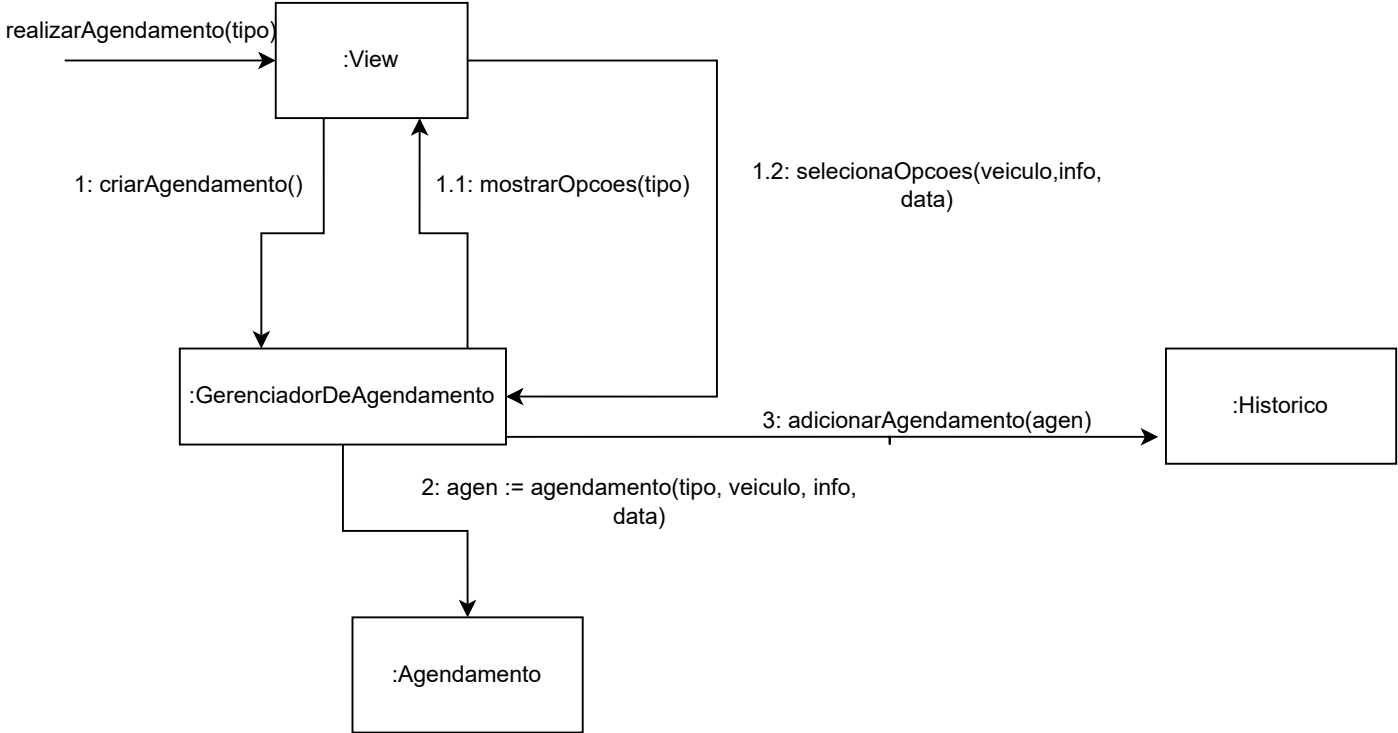 realizarAgendamento(tipo)
:View
1: criarAgendamento()
1.1: mostrarOpcoes(tipo)
1.2: selecionaOpcoes(veiculo,info,
data)
:GerenciadorDeAgendamento
3: adicionarAgendamento(agen)
:Historico
2: agen := agendamento(tipo, veiculo, info,
data)
:Agendamento